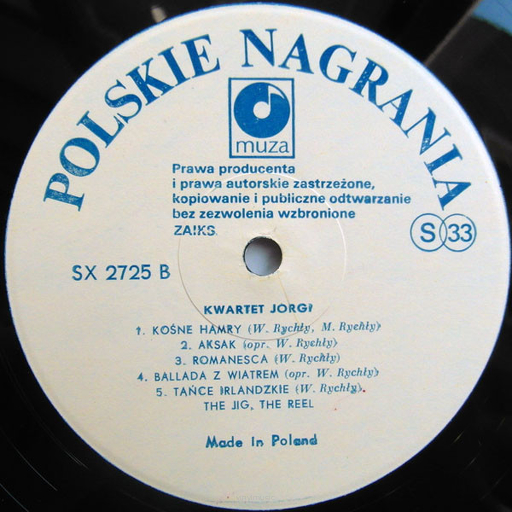 POLSKIE NAGRANIA
muza
Prawa producenta
i prawa autorskie zastrzeżone,
kopiowanie i publiczne odtwarzanie
bez zezwolenia wzbronione
ZAIKS
S 33
SX 2725 B
KWARTET JORGI
1. KOŚNE HAMRY (W. Rychły, M. Rychły)
2. AKSAK (opr. W. Rychły)
3. ROMANESCA (W. Rychły)
4. BALLADA Z WIATREM (opr. W. Rychły)
5. TAŃCE IRLANDZKIE (W. Rychły).
THE JIG, THE REEL
Made in Poland